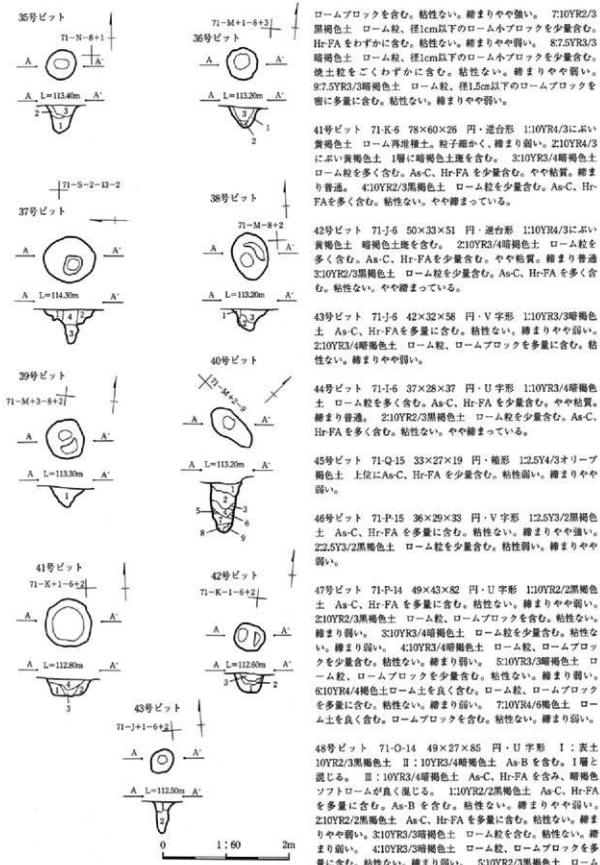 35号ピット
71-N-8+1
A
A′
A
L=113.40m
A′
2
3
1
71-M+1-8+3
36号ピット
A
A′
A
L=113.20m
A′
3
1
2
71-S-2-13-2
37号ピット
A
A′
A
L=114.30m
A′
1
4
2
3
38号ピット
71-M-8+2
A
A′
A
L=113.20m
A′
1
2
3
39号ピット
71-M+3-8+2
A
A′
A
L=113.30m
A′
1
40号ピット
71-M+2-9
A
A′
A
L=113.20m
A′
1
2
5
3
4
6
7
8
9
41号ピット
71-K+1-6+2
A
A′
A
L=112.80m
A′
4
1
2
3
42号ピット
71-K-1-6+2
A
A′
A
L=112.60m
A′
3
1
2
43号ピット
71-J+1-6+2
A
A′
A
L=112.50m
A′
1
2
0
1:60
2m
ロームブロックを含む。粘性ない。締まりやや強い。 7:10YR2/3
黒褐色土 ローム粒、径1cm以下のローム小ブロックを少量含む。
Hr-FAをわずかに含む。粘性ない。締まりやや弱い。 8:7.5YR3/3
暗褐色土 ローム粒、径1cm以下のローム小ブロックを少量含む。
焼土粒をごくわずかに含む。粘性ない。締まりやや弱い。
9:7.5YR3/3暗褐色土 ローム粒、径1.5cm以下のロームブロックを
密に多量に含む。粘性ない。締まりやや弱い。
41号ピット 71-K-6 78×60×26 円・逆台形 1:10YR4/3にぶい
黄褐色土 ローム再堆積土。粒子細かく、締まり弱い。2:10YR4/3
にぶい黄褐色土 1層に暗褐色土斑を含む。 3:10YR3/4暗褐色土
ローム粒を多く含む。As-C、Hr-FAを少量含む。やや粘質。締ま
り普通。 4:10YR2/3黒褐色土 ローム粒を少量含む。As-C、Hr-
FAを多く含む。粘性ない。やや締まっている。
42号ピット 71-J-6 50×33×51 円・逆台形 1:10YR4/3にぶい
黄褐色土 暗褐色土斑を含む。 2:10YR3/4暗褐色土 ローム粒を
多く含む。As-C、Hr-FAを少量含む。やや粘質。締まり普通
3:10YR2/3黒褐色土 ローム粒を少量含む。As-C、Hr-FAを多く含
む。粘性ない。やや締まっている。
43号ピット 71-J-6 42×32×58 円・V字形 1:10YR3/3暗褐色
土 As-C、Hr-FAを多量に含む。粘性ない。締まりやや弱い。
2:10YR3/4暗褐色土 ローム粒、ロームブロックを多量に含む。粘
性ない。締まりやや弱い。
44号ピット 71-I-6 37×28×37 円・U字形 1:10YR3/4暗褐色
土 ローム粒を多く含む。As-C、Hr-FAを少量含む。やや粘質。
締まり普通。 2:10YR2/3黒褐色土 ローム粒を少量含む。As-C、
Hr-FAを多く含む。粘性ない。やや締まっている。
45号ピット 71-Q-15 33×27×19 円・箱形 1:2.5Y4/3オリーブ
褐色土 上位にAs-C、Hr-FAを少量含む。粘性弱い。締まりやや
弱い。
46号ピット 71-P-15 36×29×33 円・V字形 1:2.5Y3/2黒褐色
土 As-C、Hr-FAを多量に含む。粘性ない。締まりやや強い。
2:2.5Y3/2黒褐色土 ローム粒を少量含む。粘性弱い。締まりやや
弱い。
47号ピット 71-P-14 49×43×82 円・U字形 1:10YR2/2黒褐色
土 As-C、Hr-FAを多量に含む。粘性ない。締まりやや弱い。
2:10YR2/3黒褐色土 ローム粒、ロームブロックを含む。粘性ない。
締まり弱い。 3:10YR3/4暗褐色土 ローム粒を少量含む。粘性な
い。締まり弱い。 4:10YR3/4暗褐色土 ローム粒、ロームブロッ
クを少量含む。粘性ない。締まり弱い。 5:10YR3/3暗褐色土 ロ
ーム粒、ロームブロックを少量含む。粘性ない。締まり弱い。
6:10YR4/4褐色土ローム土を良く含む。ローム粒、ロームブロック
を多量に含む。粘性ない。締まり弱い 7:10YR4/6褐色土 ロー
ム土を良く含む。ロームブロックを含む。粘性ない。締まり弱い。
48号ピット 71-O-14 49×27×85 円・U字形 Ⅰ:表土
10YR2/3黒褐色土 Ⅱ:10YR3/4暗褐色土 As-Bを含む。Ⅰ層と
混じる。 Ⅲ:10YR3/4暗褐色土 As-C、Hr-FAを含み、暗褐色
ソフトロームが良く混じる。 1:10YR2/2黒褐色土 As-C、Hr-FA
を多量に含む。As-Bを含む。粘性ない。締まりやや弱い。
2:10YR2/2黒褐色土 As-C、Hr-FAを多く含む。粘性ない。締ま
りやや弱い。3:10YR3/3暗褐色土 ローム粒を含む。粘性ない。締
まり弱い。 4:10YR3/3暗褐色土 ローム粒、ロームブロックを多
量に含む。粘性ない。締まり弱い。 5:10YR2/3黒褐色土 ローム